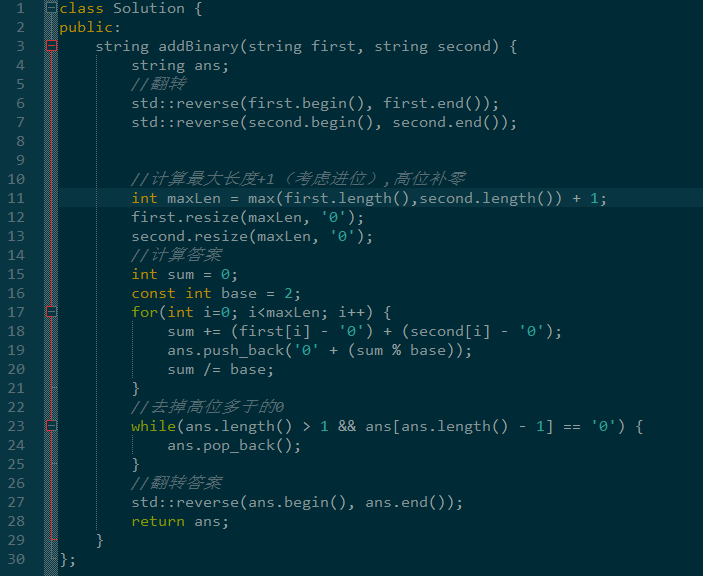 1 class Solution {
2 public:
3     string addBinary(string first, string second) {
4         string ans;
5         //翻转
6         std::reverse(first.begin(), first.end());
7         std::reverse(second.begin(), second.end());
8
9
10         //计算最大长度+1（考虑进位）,高位补零
11         int maxLen = max(first.length(),second.length()) + 1;
12         first.resize(maxLen, '0');
13         second.resize(maxLen, '0');
14         //计算答案
15         int sum = 0;
16         const int base = 2;
17         for(int i=0; i<maxLen; i++) {
18             sum += (first[i] - '0') + (second[i] - '0');
19             ans.push_back('0' + (sum % base));
20             sum /= base;
21         }
22         //去掉高位多于的0
23         while(ans.length() > 1 && ans[ans.length() - 1] == '0') {
24             ans.pop_back();
25         }
26         //翻转答案
27         std::reverse(ans.begin(), ans.end());
28         return ans;
29     }
30 };